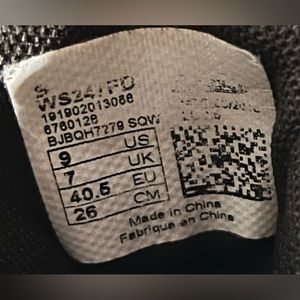 S
WS247FD
191902013088
6760128
BJBQH7279 SQW
9 US
7 UK
40.5 EU
26 CM
Made in China
Fabriqué en China